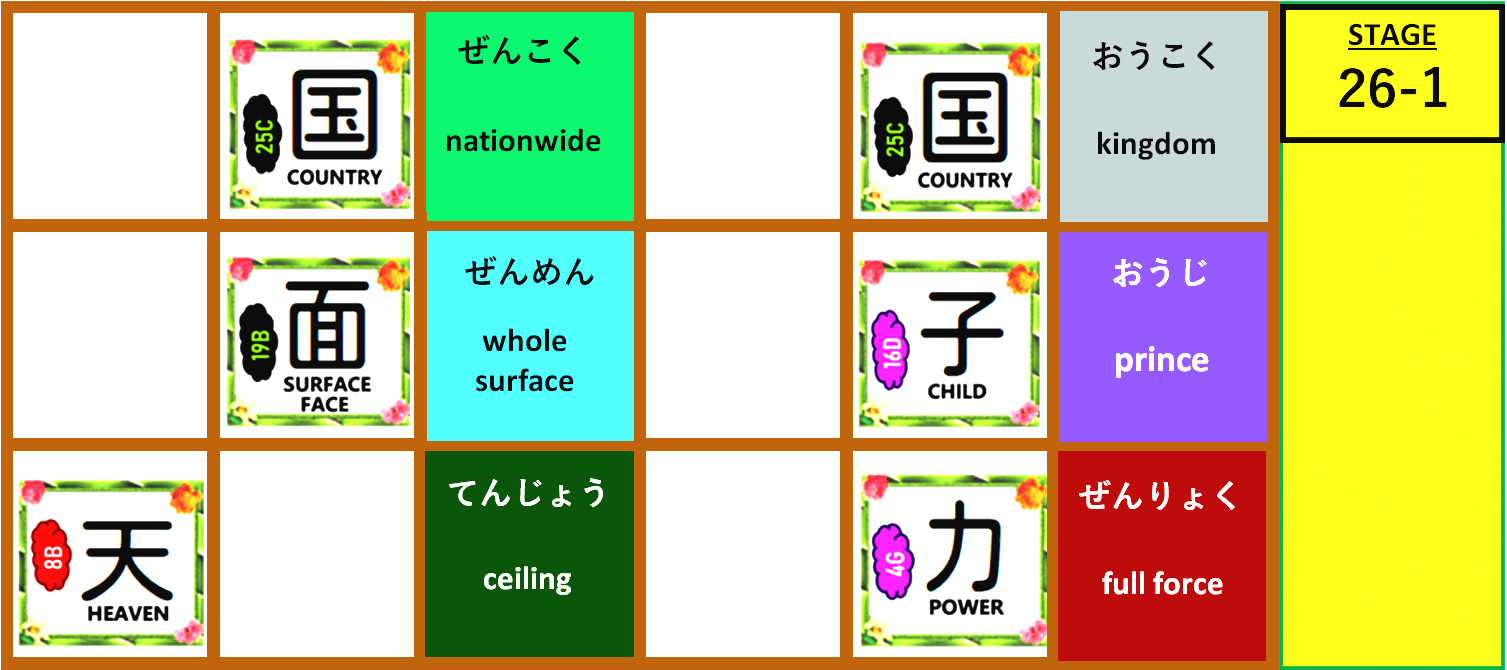 25C
国
COUNTRY
ぜんこく
nationwide
25C
国
COUNTRY
おうこく
kingdom
STAGE
26-1
19B
面
SURFACE
FACE
ぜんめん
whole
surface
16D
子
CHILD
おうじ
prince
8B
天
HEAVEN
てんじょう
ceiling
4G
力
POWER
ぜんりょく
full force